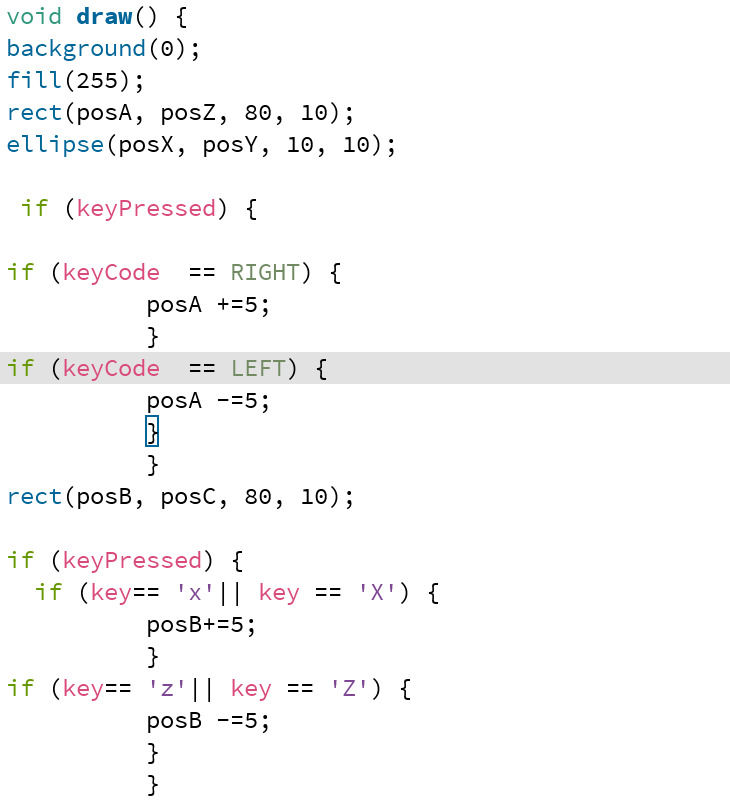 void draw() {
background(0);
fill(255);
rect(posA, posZ, 80, 10);
ellipse(posX, posY, 10, 10);
if (keyPressed) {
if (keyCode  == RIGHT) {
posA +=5;
}
if (keyCode  == LEFT) {
posA -=5;
}
}
rect(posB, posC, 80, 10);
if (keyPressed) {
if (key== 'x'|| key == 'X') {
posB+=5;
}
if (key== 'z'|| key == 'Z') {
posB -=5;
}
}